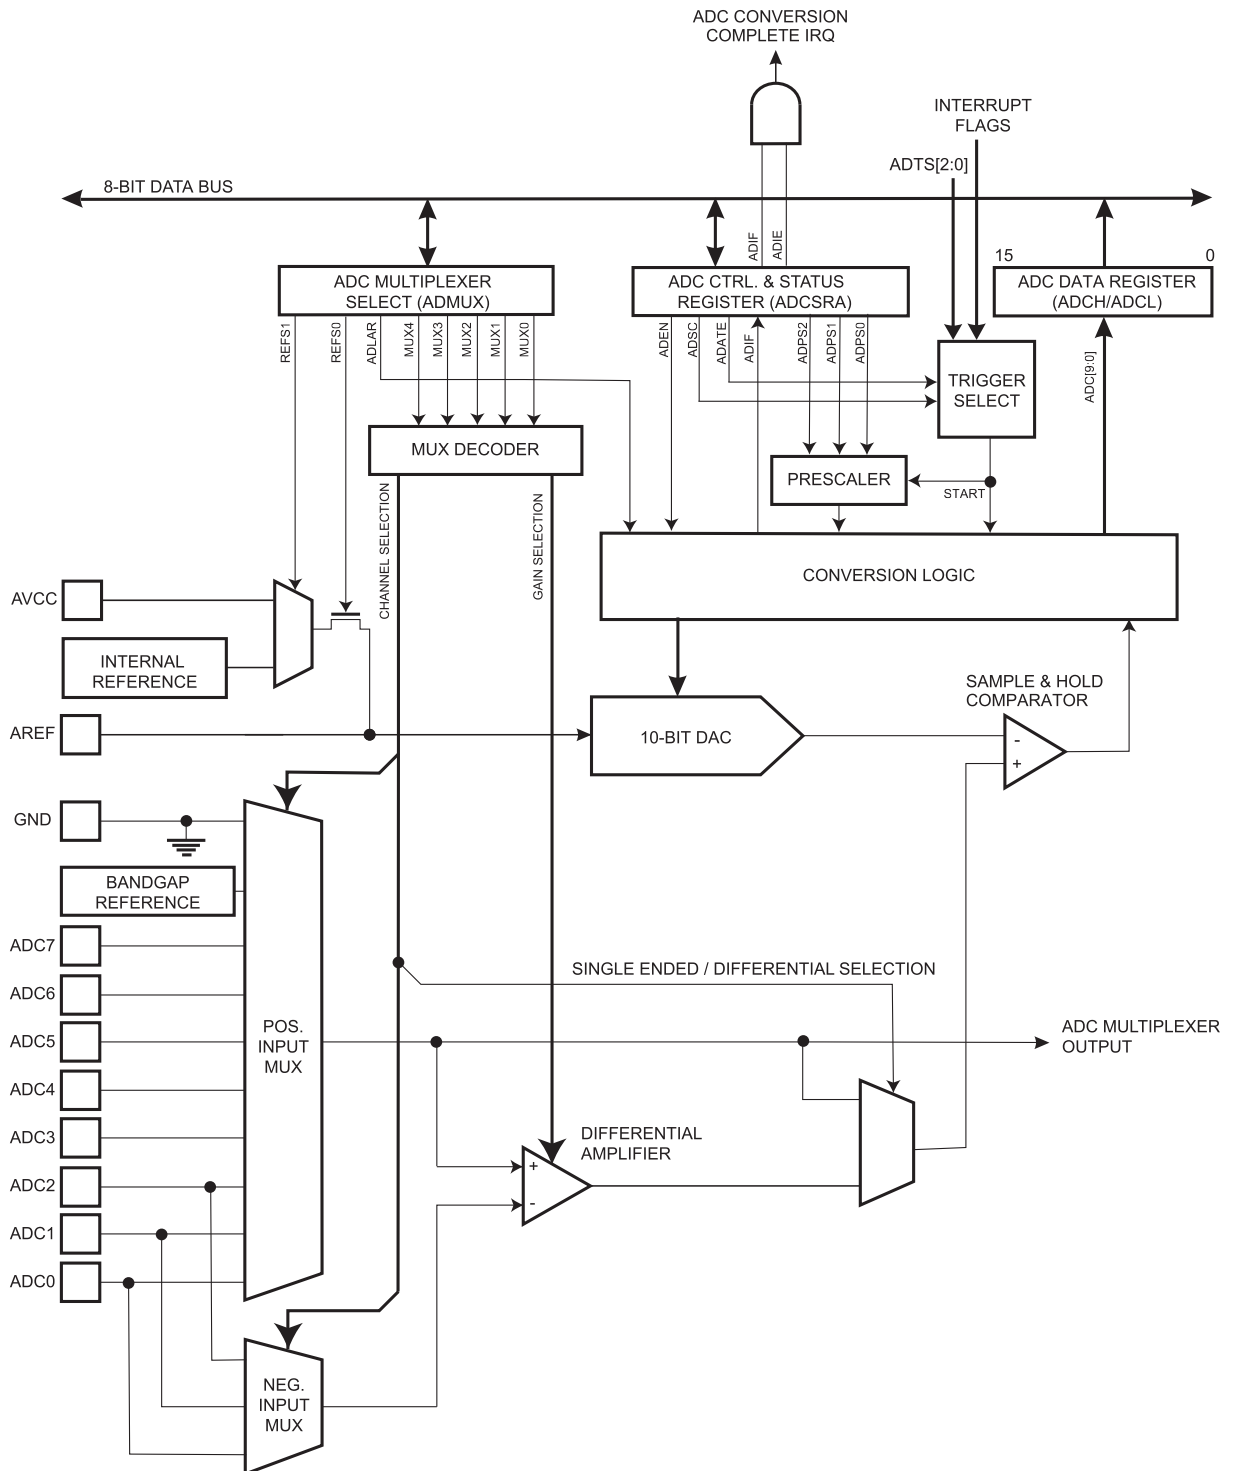 ADC CONVERSION
COMPLETE IRQ
INTERRUPT
FLAGS
ADTS[2:0]
8-BIT DATA BUS
ADIF
ADIE
15
0
ADC MULTIPLEXER
SELECT (ADMUX)
ADC CTRL. & STATUS
REGISTER (ADCSRA)
ADC DATA REGISTER
(ADCH/ADCL)
REFS1
REFS0
ADLAR
MUX4
MUX3
MUX2
MUX1
MUX0
ADEN
ADSC
ADATE
ADIF
ADPS2
ADPS1
ADPS0
ADC[9:0]
TRIGGER
SELECT
MUX DECODER
PRESCALER
START
CHANNEL SELECTION
GAIN SELECTION
CONVERSION LOGIC
AVCC
INTERNAL
REFERENCE
SAMPLE & HOLD
COMPARATOR
AREF
10-BIT DAC
-
+
GND
BANDGAP
REFERENCE
ADC7
SINGLE ENDED / DIFFERENTIAL SELECTION
ADC6
ADC5
POS.
INPUT
MUX
ADC MULTIPLEXER
OUTPUT
ADC4
ADC3
DIFFERENTIAL
AMPLIFIER
+
-
ADC2
ADC1
ADC0
NEG.
INPUT
MUX